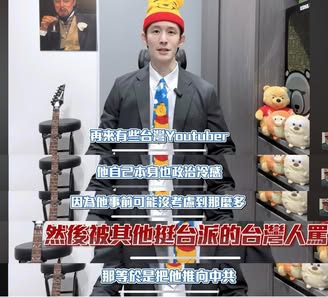 再來有些台灣Youtuber
他自己本身也政治冷感
因為他事前可能沒考慮到那麼多
然後被其他挺台派的台灣人罵
那等於是把他推向中共